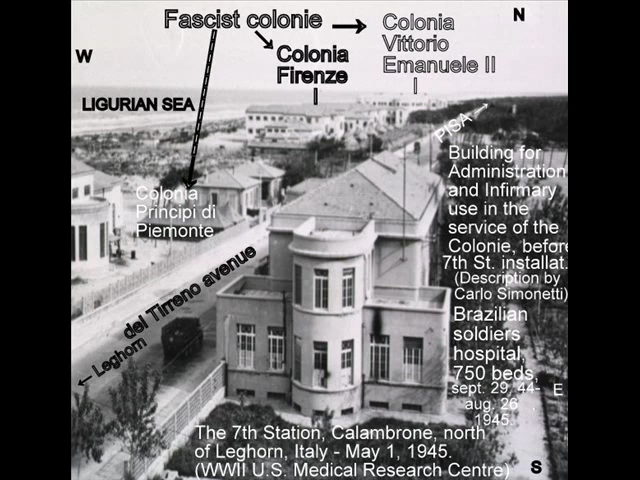 Fascist colonie
N
Colonia
Vittorio
Emanuele II
I
Colonia
Firenze
I
W
LIGURIAN SEA
PISA
Colonia
Principi di
Piemonte
Building for
Administration
and Infirmary
use in the
service of the
Colonie, before
7th St. installat.
(Description by
Carlo Simonetti)
Brazilian
soldiers
hospital,
750 beds,
sept. 29, 44-
aug. 26 ,
1945.
E
del Tirreno avenue
Leghorn
The 7th Station, Calambrone, north
of Leghorn, Italy - May 1, 1945.
(WWII U.S. Medical Research Centre)
S